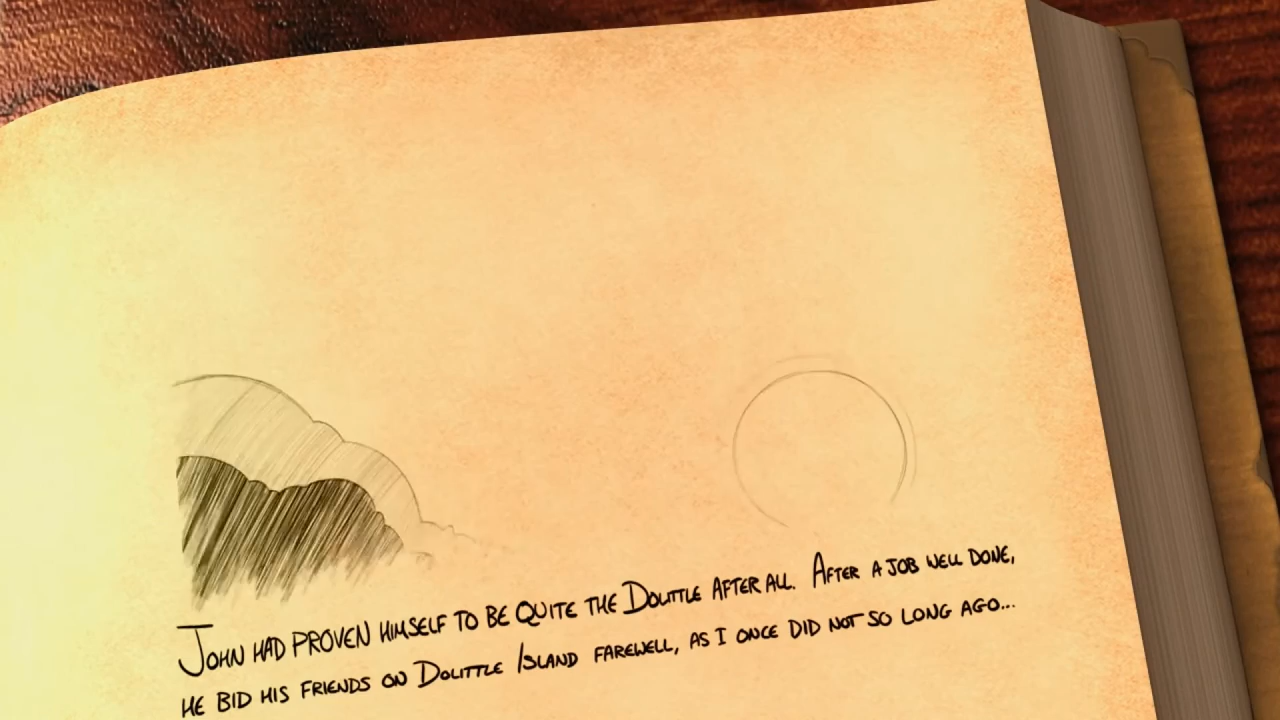 JOHN HAD PROVEN HIMSELF TO BE QUITE THE DOLITTLE AFTER ALL. AFTER A JOB WELL DONE,
HE BID HIS FRIENDS ON DOLITTLE ISLAND FAREWELL, AS I ONCE DID NOT SO LONG AGO...